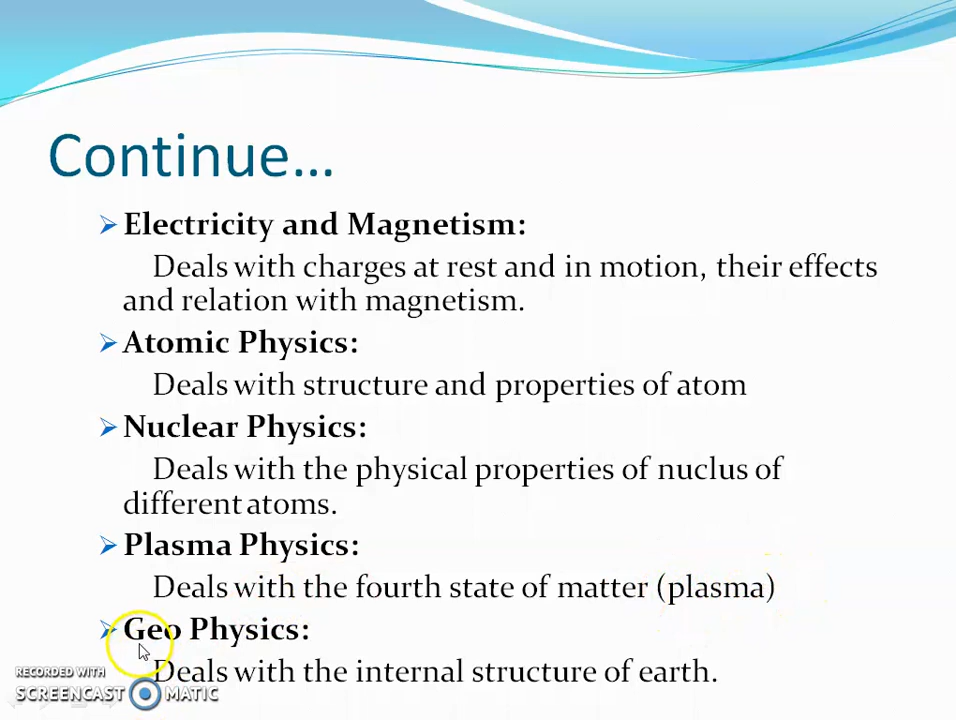 Continue...
Electricity and Magnetism:
Deals with charges at rest and in motion, their effects
and relation with magnetism.
Atomic Physics:
Deals with structure and properties of atom
Nuclear Physics:
Deals with the physical properties of nuclus of
different atoms.
Plasma Physics:
Deals with the fourth state of matter (plasma)
Geo Physics:
Deals with the internal structure of earth.
RECORDED WITH
SCREENCAST MATIC